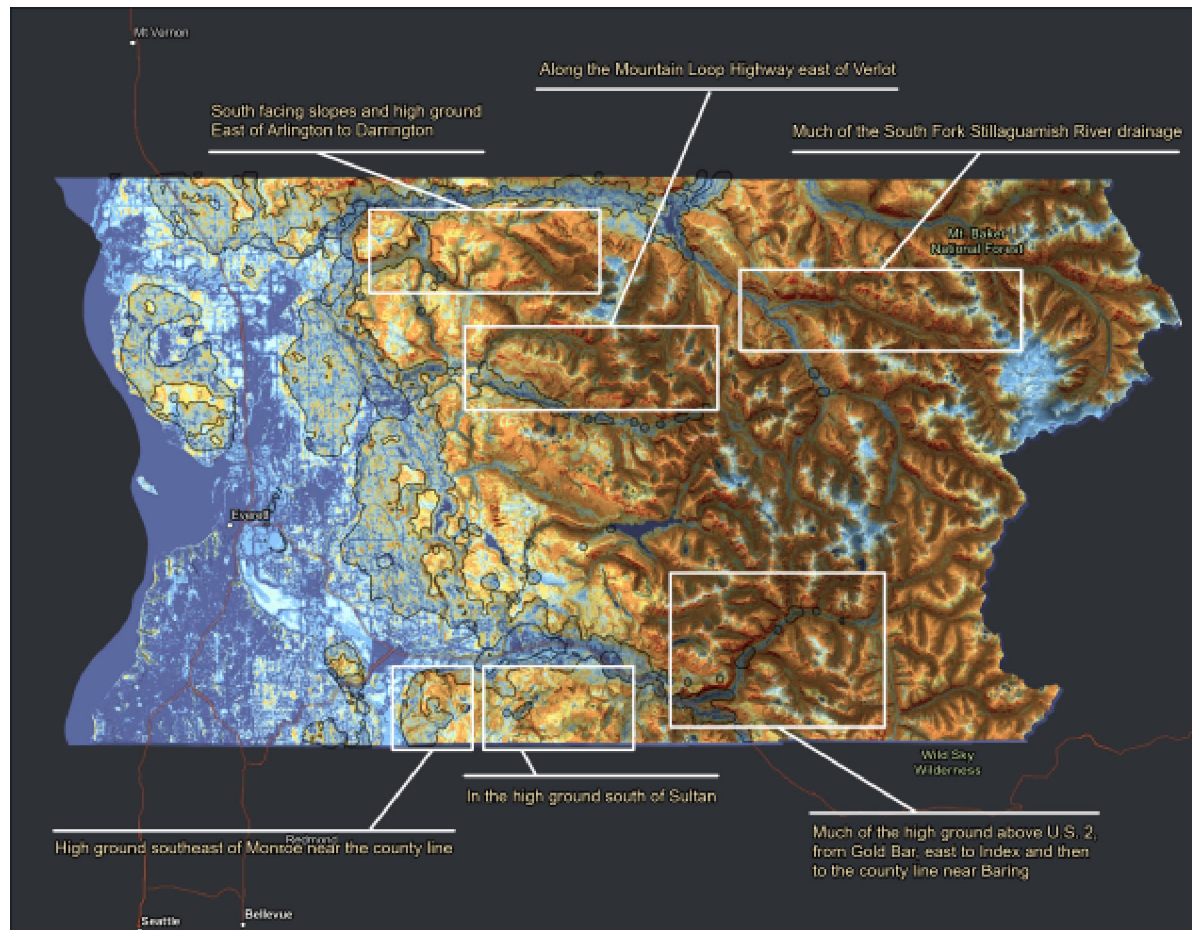 Mt Vernon
Along the Mountain Loop Highway east of Verlot
South facing slopes and high ground
East of Arlington to Darrington
Much of the South Fork Stillaguamish River drainage
Mt. Baker
National Forest
Everett
In the high ground south of Sultan
Wild Sky
Wilderness
High ground southeast of Monroe near the county line
Redmond
Much of the high ground above U.S. 2,
from Gold Bar, east to Index and then
to the county line near Baring
Seattle
Bellevue